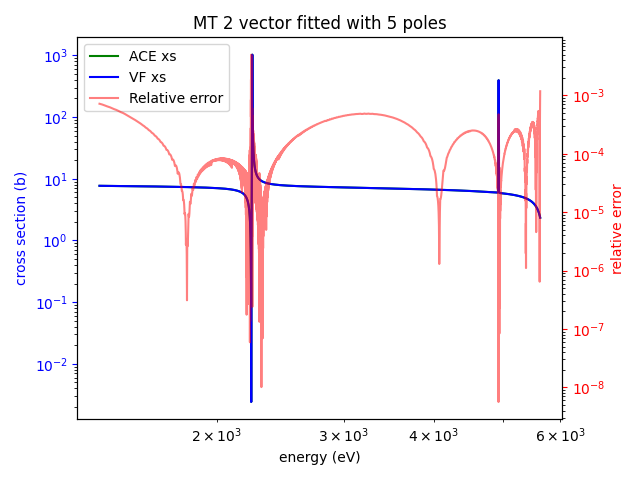 MT 2 vector fitted with 5 poles
ACE xs
VF xs
Relative error
10³
10²
10¹
10⁰
10⁻¹
10⁻²
cross section (b)
10⁻³
10⁻⁴
10⁻⁵
10⁻⁶
10⁻⁷
10⁻⁸
relative error
2 × 10³ 3 × 10³ 4 × 10³ 6 × 10³
energy (eV)